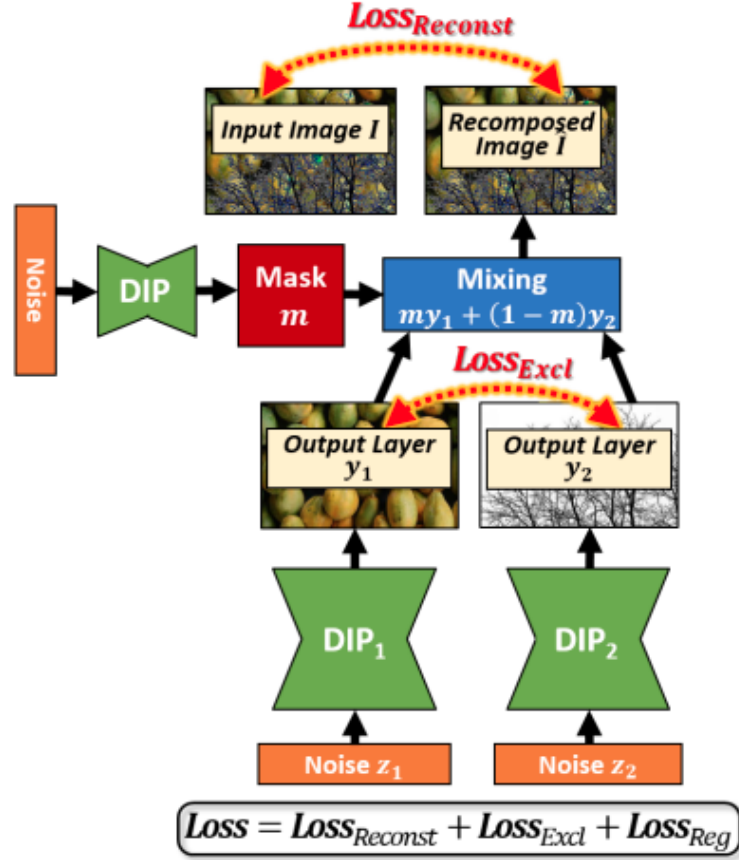 Loss_Reconst
Input Image I
Recomposed
Image Î
Noise
DIP
Mask
m
Mixing
my₁ + (1 − m)y₂
Loss_Excl
Output Layer
y₁
Output Layer
y₂
DIP₁
DIP₂
Noise z₁
Noise z₂
Loss = Loss_Reconst + Loss_Excl + Loss_Reg